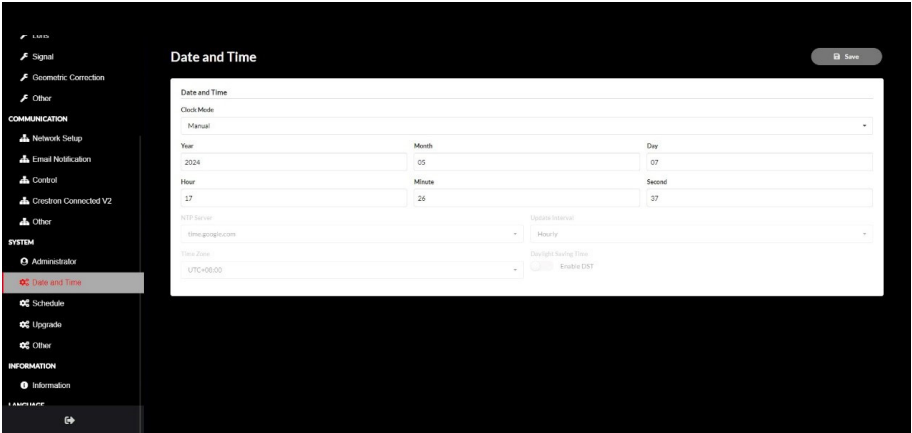 Lens
Signal
Geometric Correction
Other
COMMUNICATION
Network Setup
Email Notification
Control
Crestron Connected V2
Other
SYSTEM
Administrator
Date and Time
Schedule
Upgrade
Other
INFORMATION
Information
LANGUAGE
Date and Time
Save
Date and Time
Clock Mode
Manual
Year Month Day
2024 05 07
Hour Minute Second
17 26 37
NTP Server Update Interval
time.google.com Hourly
Time Zone Daylight Saving Time
UTC+00:00 Enable DST